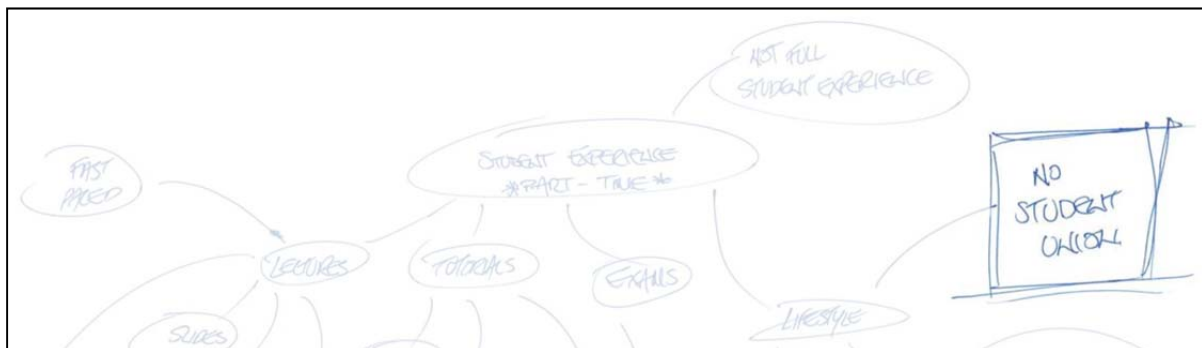 NOT FULL
STUDENT EXPERIENCE
STUDENT EXPERIENCE
*PART-TIME*
FAST
PACED
NO
STUDENT
UNION
LECTURES
TUTORIALS
EXAMS
LIFESTYLE
SLIDES